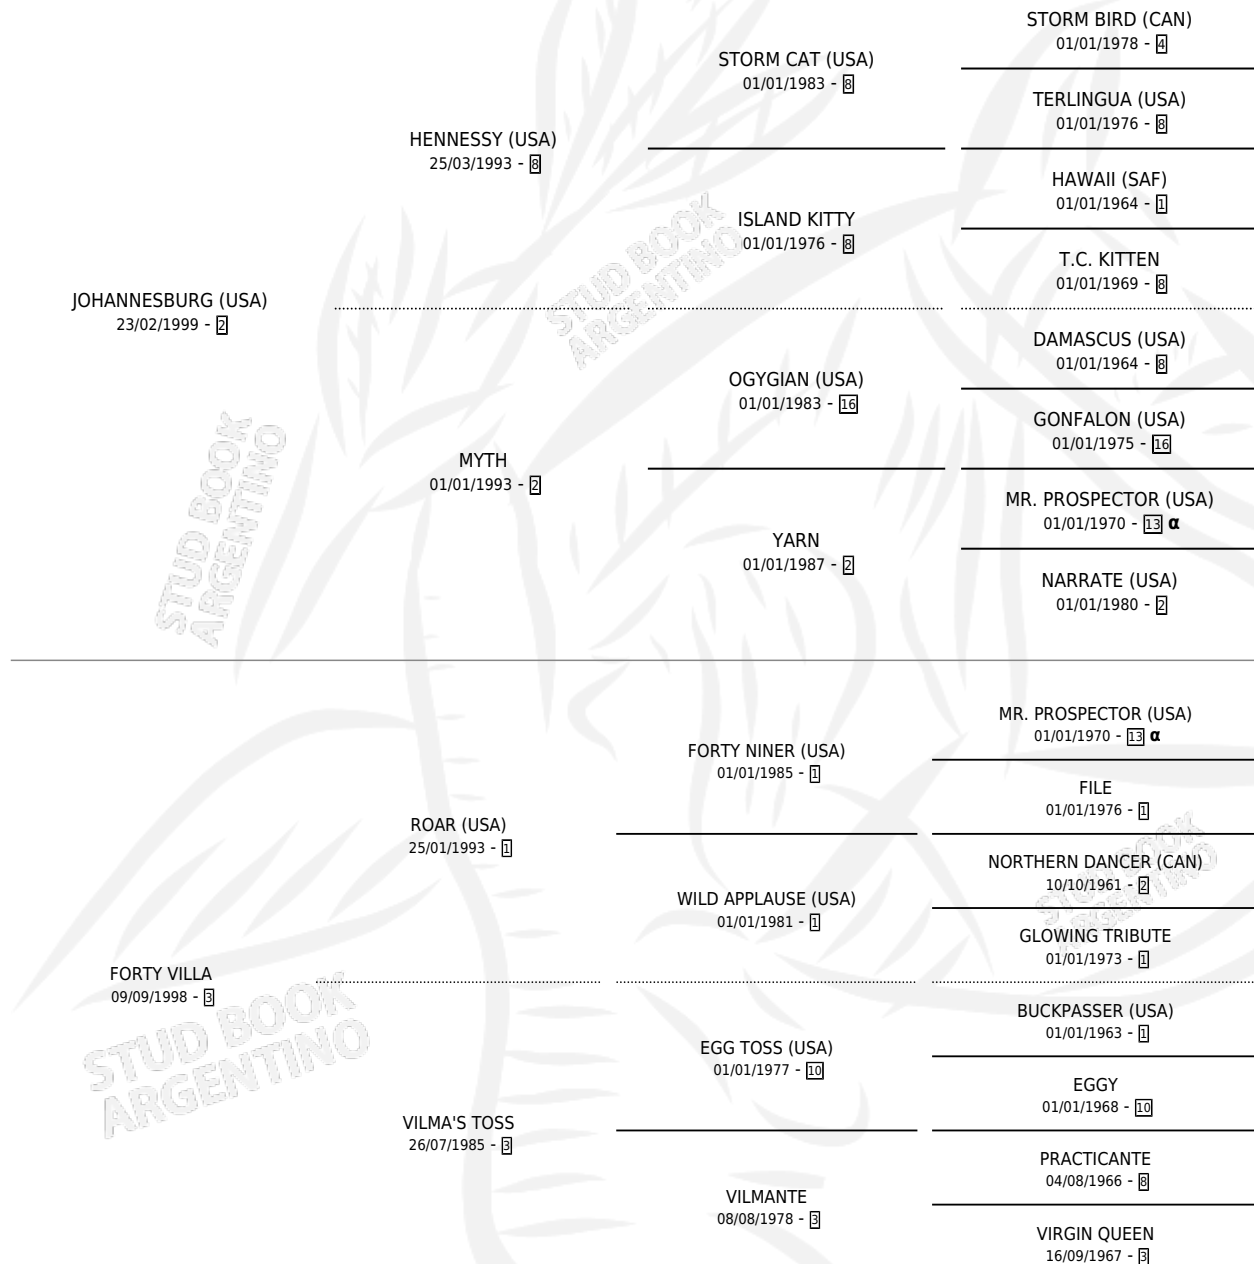 STORM BIRD (CAN)
01/01/1978 - 4
STORM CAT (USA)
01/01/1983 - 8
TERLINGUA (USA)
01/01/1976 - 8
HENNESSY (USA)
25/03/1993 - 8
HAWAII (SAF)
01/01/1964 - 1
ISLAND KITTY
01/01/1976 - 8
T.C. KITTEN
01/01/1969 - 8
STUD BOOK
ARGENTINO
JOHANNESBURG (USA)
23/02/1999 - 2
DAMASCUS (USA)
01/01/1964 - 8
OGYGIAN (USA)
01/01/1983 - 16
GONFALON (USA)
01/01/1975 - 16
MYTH
01/01/1993 - 2
MR. PROSPECTOR (USA)
01/01/1970 - 13 α
YARN
01/01/1987 - 2
NARRATE (USA)
01/01/1980 - 2
STUD BOOK
ARGENTINO
MR. PROSPECTOR (USA)
01/01/1970 - 13 α
FORTY NINER (USA)
01/01/1985 - 1
FILE
01/01/1976 - 1
ROAR (USA)
25/01/1993 - 1
NORTHERN DANCER (CAN)
10/10/1961 - 2
WILD APPLAUSE (USA)
01/01/1981 - 1
GLOWING TRIBUTE
01/01/1973 - 1
STUD BOOK
ARGENTINO
FORTY VILLA
09/09/1998 - 3
BUCKPASSER (USA)
01/01/1963 - 1
EGG TOSS (USA)
01/01/1977 - 10
EGGY
01/01/1968 - 10
STUD BOOK
ARGENTINO
VILMA'S TOSS
26/07/1985 - 3
PRACTICANTE
04/08/1966 - 8
VILMANTE
08/08/1978 - 3
VIRGIN QUEEN
16/09/1967 - 3